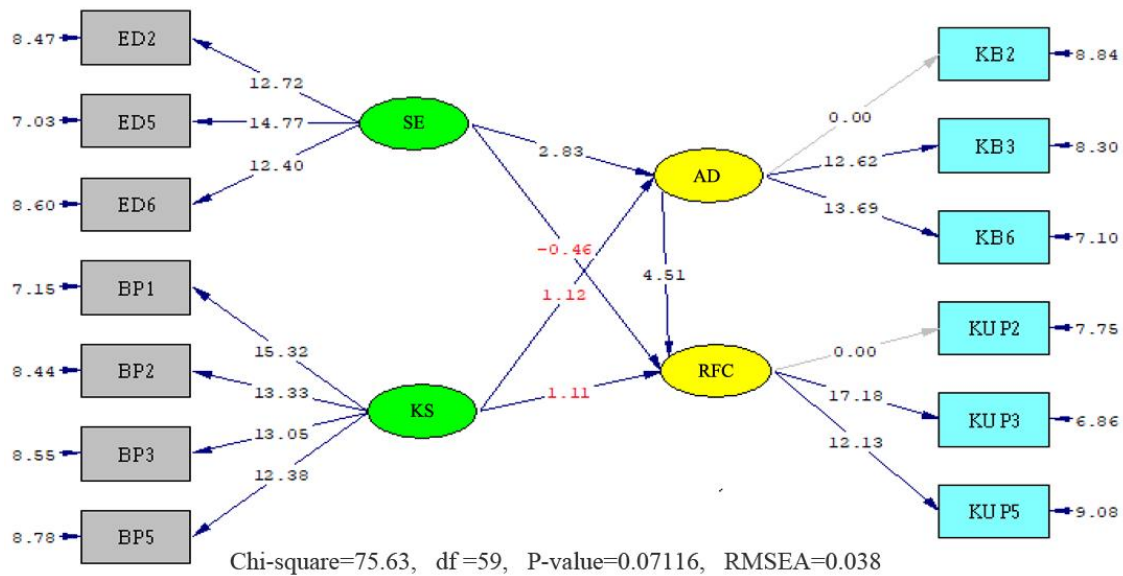 8.47
ED2
12.72
7.03
ED5
14.77
SE
8.60
ED6
12.40
7.15
BP1
15.32
8.44
BP2
13.33
8.55
BP3
13.05
KS
8.78
BP5
12.38
2.83
-0.46
1.12
1.11
4.51
AD
RFC
0.00
KB2
8.84
12.62
KB3
8.30
13.69
KB6
7.10
0.00
KUP2
7.75
17.18
KUP3
6.86
12.13
KUP5
9.08
Chi-square=75.63, df =59, P-value=0.07116, RMSEA=0.038